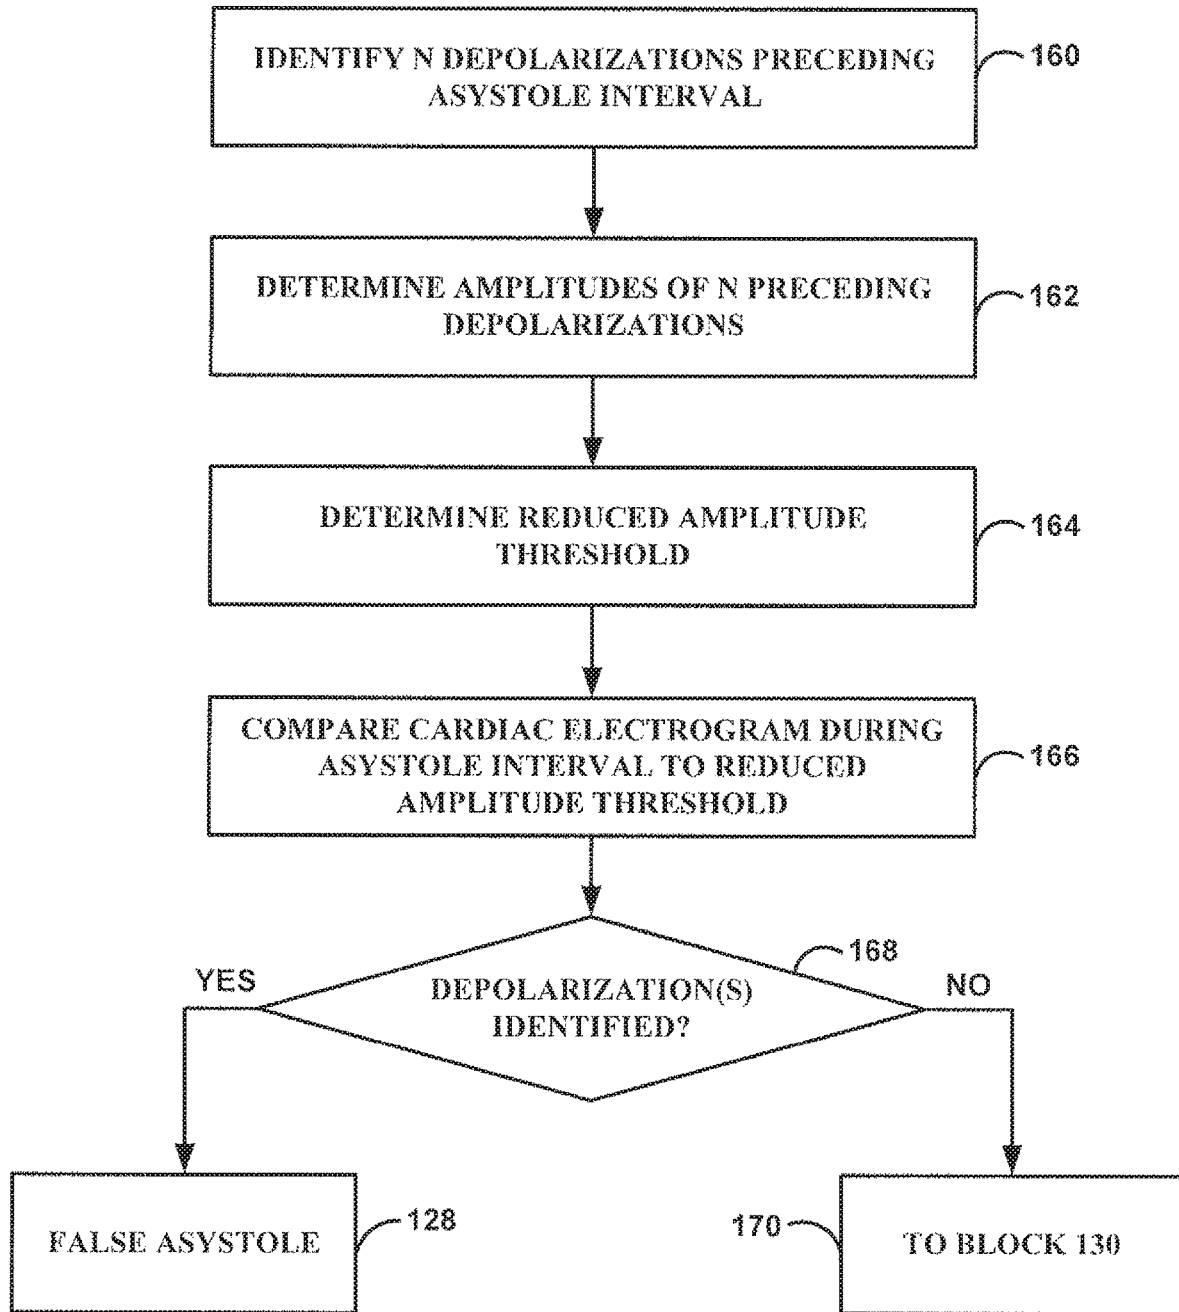 IDENTIFY N DEPOLARIZATIONS PRECEDING
ASYSTOLE INTERVAL
160
DETERMINE AMPLITUDES OF N PRECEDING
DEPOLARIZATIONS
162
DETERMINE REDUCED AMPLITUDE
THRESHOLD
164
COMPARE CARDIAC ELECTROGRAM DURING
ASYSTOLE INTERVAL TO REDUCED
AMPLITUDE THRESHOLD
166
168
YES
DEPOLARIZATION(S)
IDENTIFIED?
NO
FALSE ASYSTOLE
128
170
TO BLOCK 130